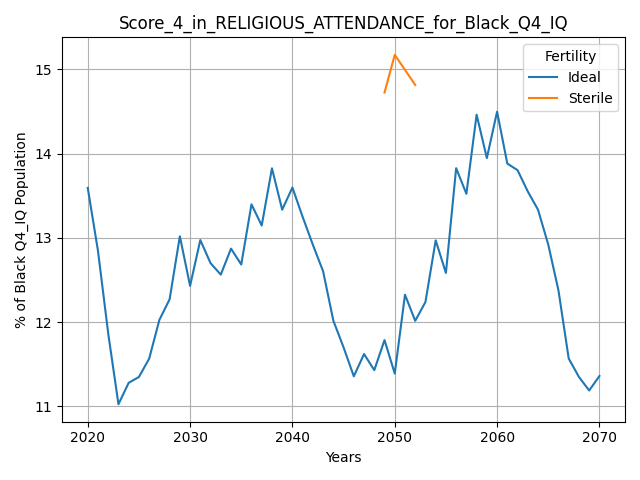 Score_4_in_RELIGIOUS_ATTENDANCE_for_Black_Q4_IQ
Fertility
Ideal
Sterile
% of Black Q4_IQ Population
15
14
13
12
11
2020 2030 2040 2050 2060 2070
Years